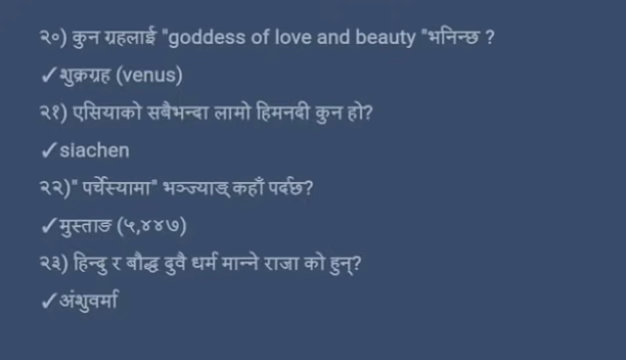 २०) कुन ग्रहलाई "goddess of love and beauty "भनिन्छ ?
✓शुक्रग्रह (venus)
२१) एसियाको सबैभन्दा लामो हिमनदी कुन हो?
✓siachen
२२)" पर्चेस्यामा" भञ्ज्याङ् कहाँ पर्दछ?
✓मुस्ताङ (५,४४७)
२३) हिन्दु र बौद्ध दुवै धर्म मान्ने राजा को हुन्?
✓अंशुवर्मा